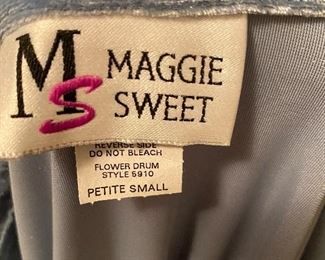 MS MAGGIE
SWEET
REVERSE SIDE
DO NOT BLEACH
FLOWER DRUM
STYLE 5910
PETITE SMALL